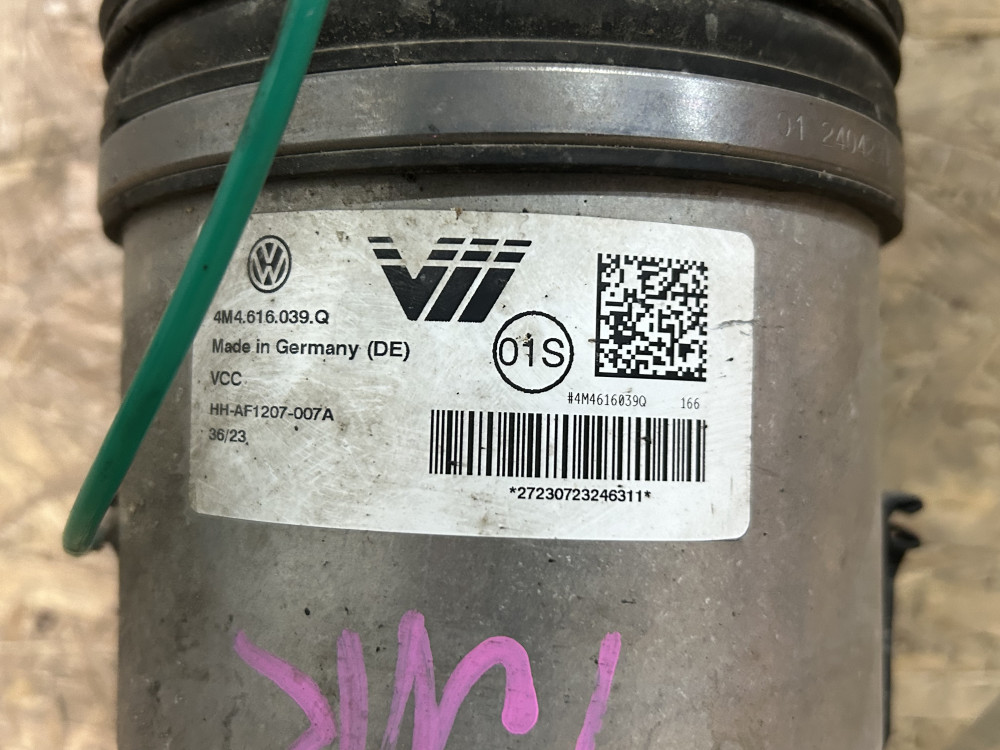 4M4.616.039.Q
Made in Germany (DE)
VCC
HH-AF1207-007A
36/23
01S
#4M4616039Q 166
*27230723246311*